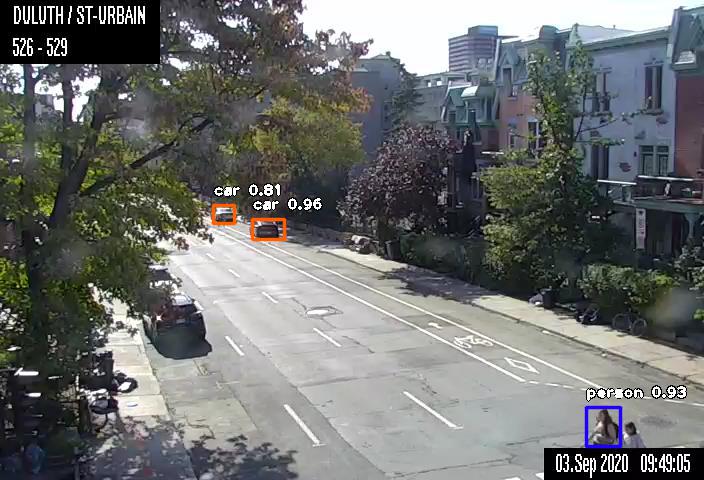 DULUTH / ST-URBAIN
526 - 529
car 0.81
car 0.96
person 0.93
03.Sep 2020 09:49:05